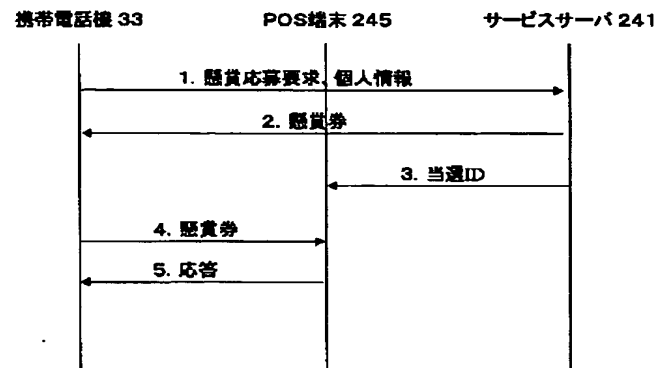 携帯電話機 33 POS端末 245 サービスサーバ 241
1. 懸賞応募要求、個人情報
2. 懸賞券
3. 当選ID
4. 懸賞券
5. 応答